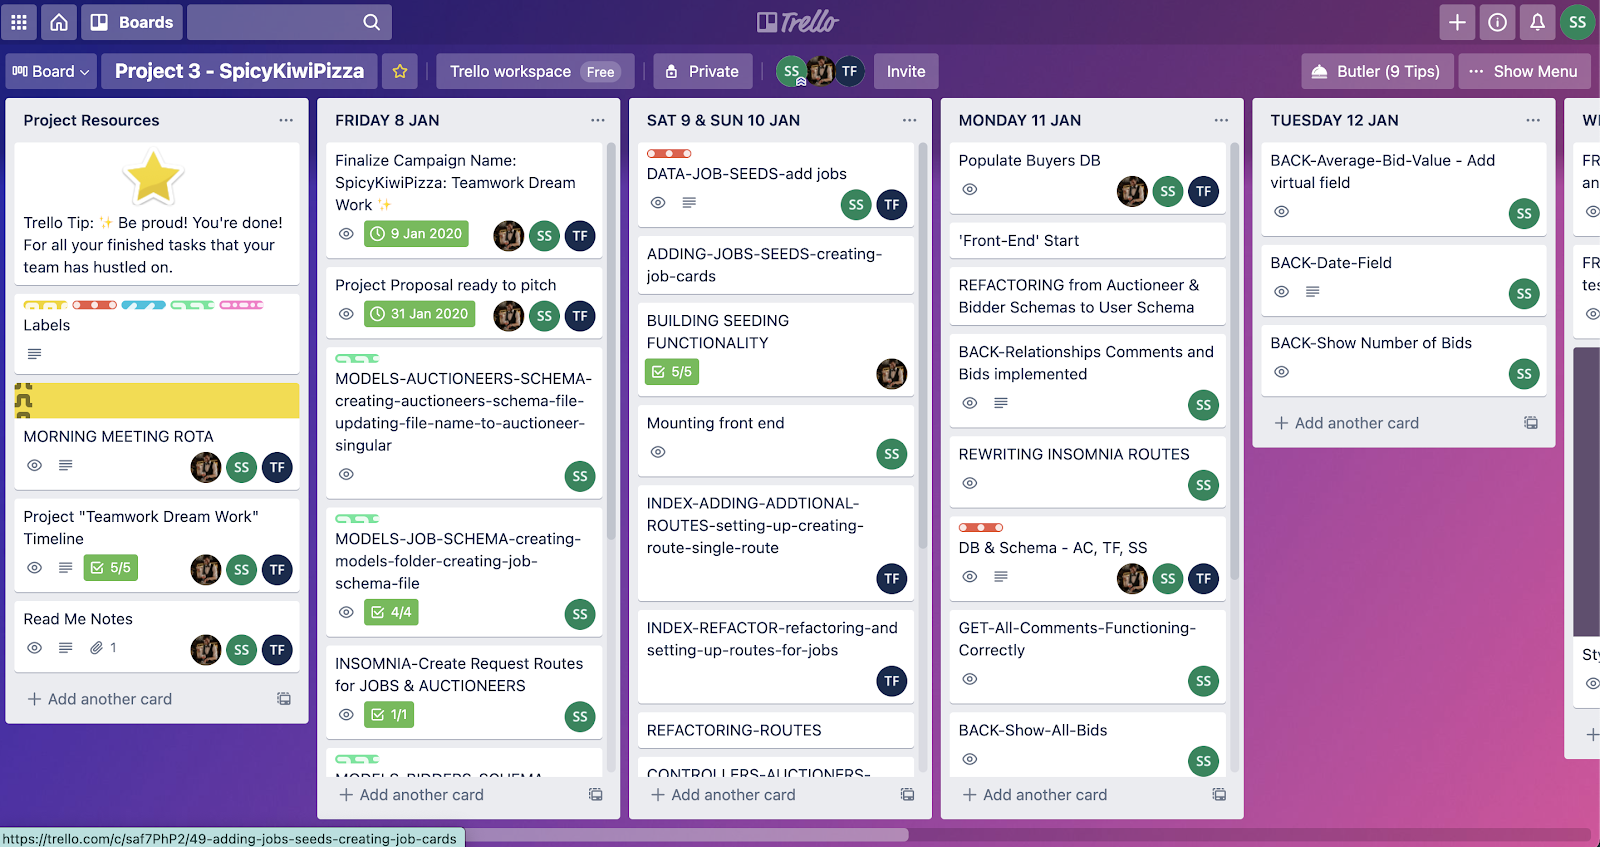 Boards
Trello
SS
Board
Project 3 - SpicyKiwiPizza
Trello workspace Free
Private
SS TF
Invite
Butler (9 Tips)
··· Show Menu
Project Resources
Trello Tip: ✨ Be proud! You're done!
For all your finished tasks that your
team has hustled on.
Labels
MORNING MEETING ROTA
SS TF
Project "Teamwork Dream Work"
Timeline
5/5
SS TF
Read Me Notes
1
SS TF
+ Add another card
FRIDAY 8 JAN
Finalize Campaign Name:
SpicyKiwiPizza: Teamwork Dream
Work ✨
9 Jan 2020
SS TF
Project Proposal ready to pitch
31 Jan 2020
SS TF
MODELS-AUCTIONEERS-SCHEMA-
creating-auctioneers-schema-file-
updating-file-name-to-auctioneer-
singular
SS
MODELS-JOB-SCHEMA-creating-
models-folder-creating-job-
schema-file
4/4
SS
INSOMNIA-Create Request Routes
for JOBS & AUCTIONEERS
1/1
SS
MODELS-BIDDERS-SCHEMA
+ Add another card
SAT 9 & SUN 10 JAN
DATA-JOB-SEEDS-add jobs
SS TF
ADDING-JOBS-SEEDS-creating-
job-cards
BUILDING SEEDING
FUNCTIONALITY
5/5
Mounting front end
SS
INDEX-ADDING-ADDTIONAL-
ROUTES-setting-up-creating-
route-single-route
TF
INDEX-REFACTOR-refactoring-and
setting-up-routes-for-jobs
TF
REFACTORING-ROUTES
CONTROLLERS-AUCTIONERS-
+ Add another card
MONDAY 11 JAN
Populate Buyers DB
SS TF
'Front-End' Start
REFACTORING from Auctioneer &
Bidder Schemas to User Schema
BACK-Relationships Comments and
Bids implemented
SS
REWRITING INSOMNIA ROUTES
SS
DB & Schema - AC, TF, SS
SS TF
GET-All-Comments-Functioning-
Correctly
SS
BACK-Show-All-Bids
SS
+ Add another card
TUESDAY 12 JAN
BACK-Average-Bid-Value - Add
virtual field
SS
BACK-Date-Field
SS
BACK-Show Number of Bids
SS
+ Add another card
https://trello.com/c/saf7PhP2/49-adding-jobs-seeds-creating-job-cards